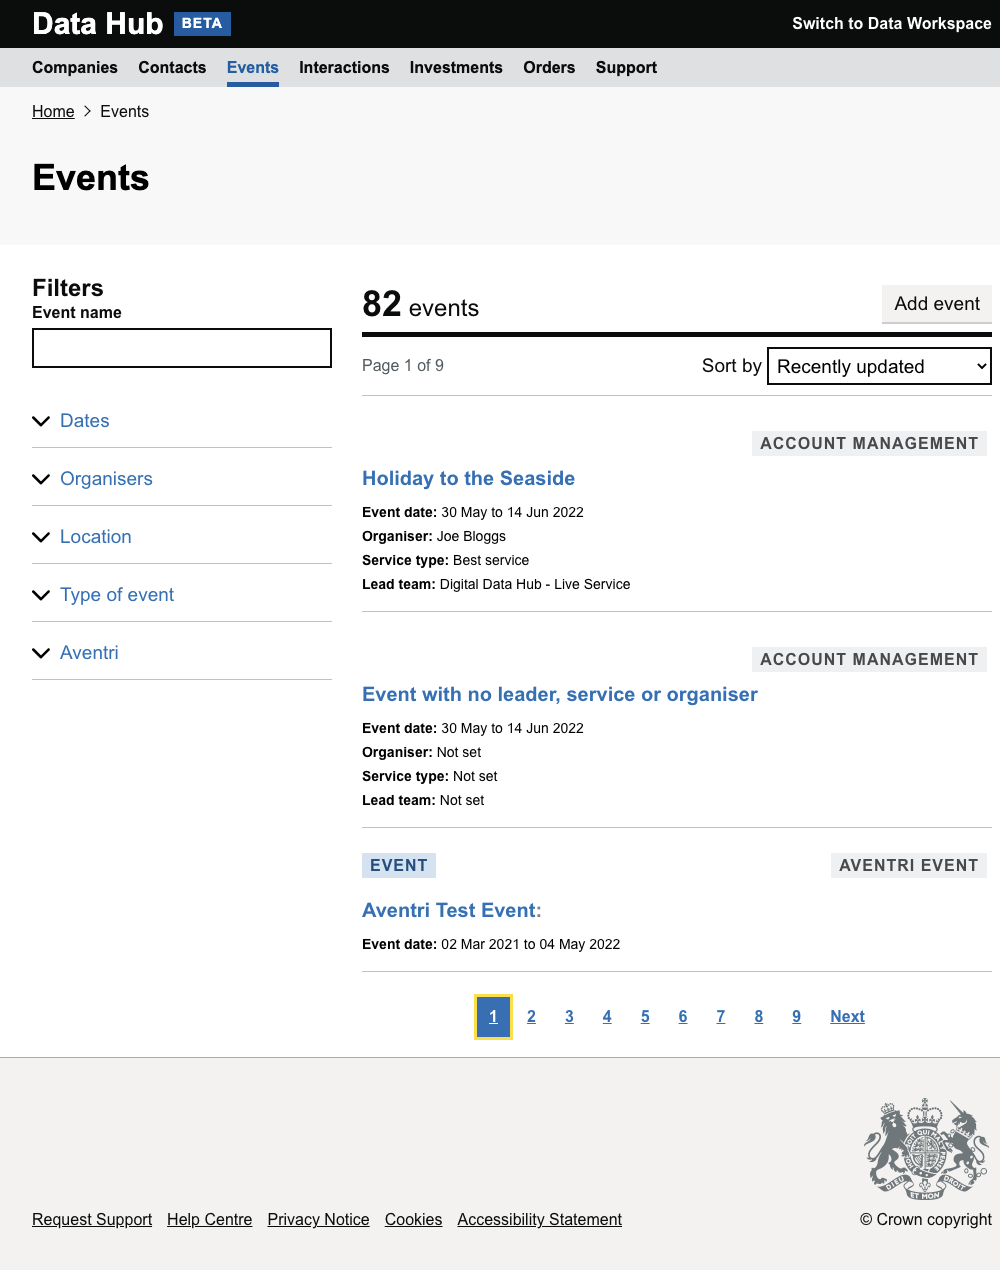 Data Hub BETA Switch to Data Workspace
Companies Contacts Events Interactions Investments Orders Support
Home Events
Events
Filters
Event name
Dates
Organisers
Location
Type of event
Aventri
82 events Add event
Page 1 of 9 Sort by Recently updated
ACCOUNT MANAGEMENT
Holiday to the Seaside
Event date: 30 May to 14 Jun 2022
Organiser: Joe Bloggs
Service type: Best service
Lead team: Digital Data Hub - Live Service
ACCOUNT MANAGEMENT
Event with no leader, service or organiser
Event date: 30 May to 14 Jun 2022
Organiser: Not set
Service type: Not set
Lead team: Not set
EVENT AVENTRI EVENT
Aventri Test Event:
Event date: 02 Mar 2021 to 04 May 2022
1 2 3 4 5 6 7 8 9 Next
DIEU ET MON DROIT
Request Support Help Centre Privacy Notice Cookies Accessibility Statement © Crown copyright